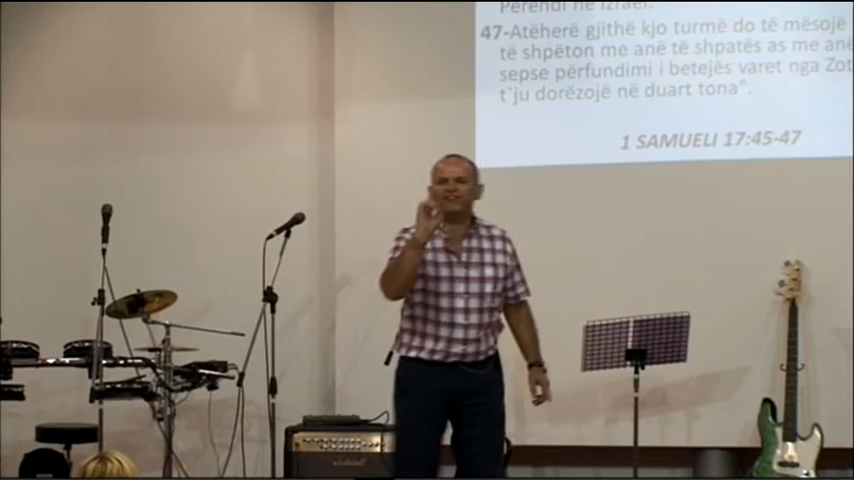 Perëndi në Izrael.
47-Atëherë gjithë kjo turmë do të mësojë
të shpëton me anë të shpatës as me anë
sepse përfundimi i betejës varet nga Zot
t`ju dorëzojë në duart tona".
1 SAMUELI 17:45-47